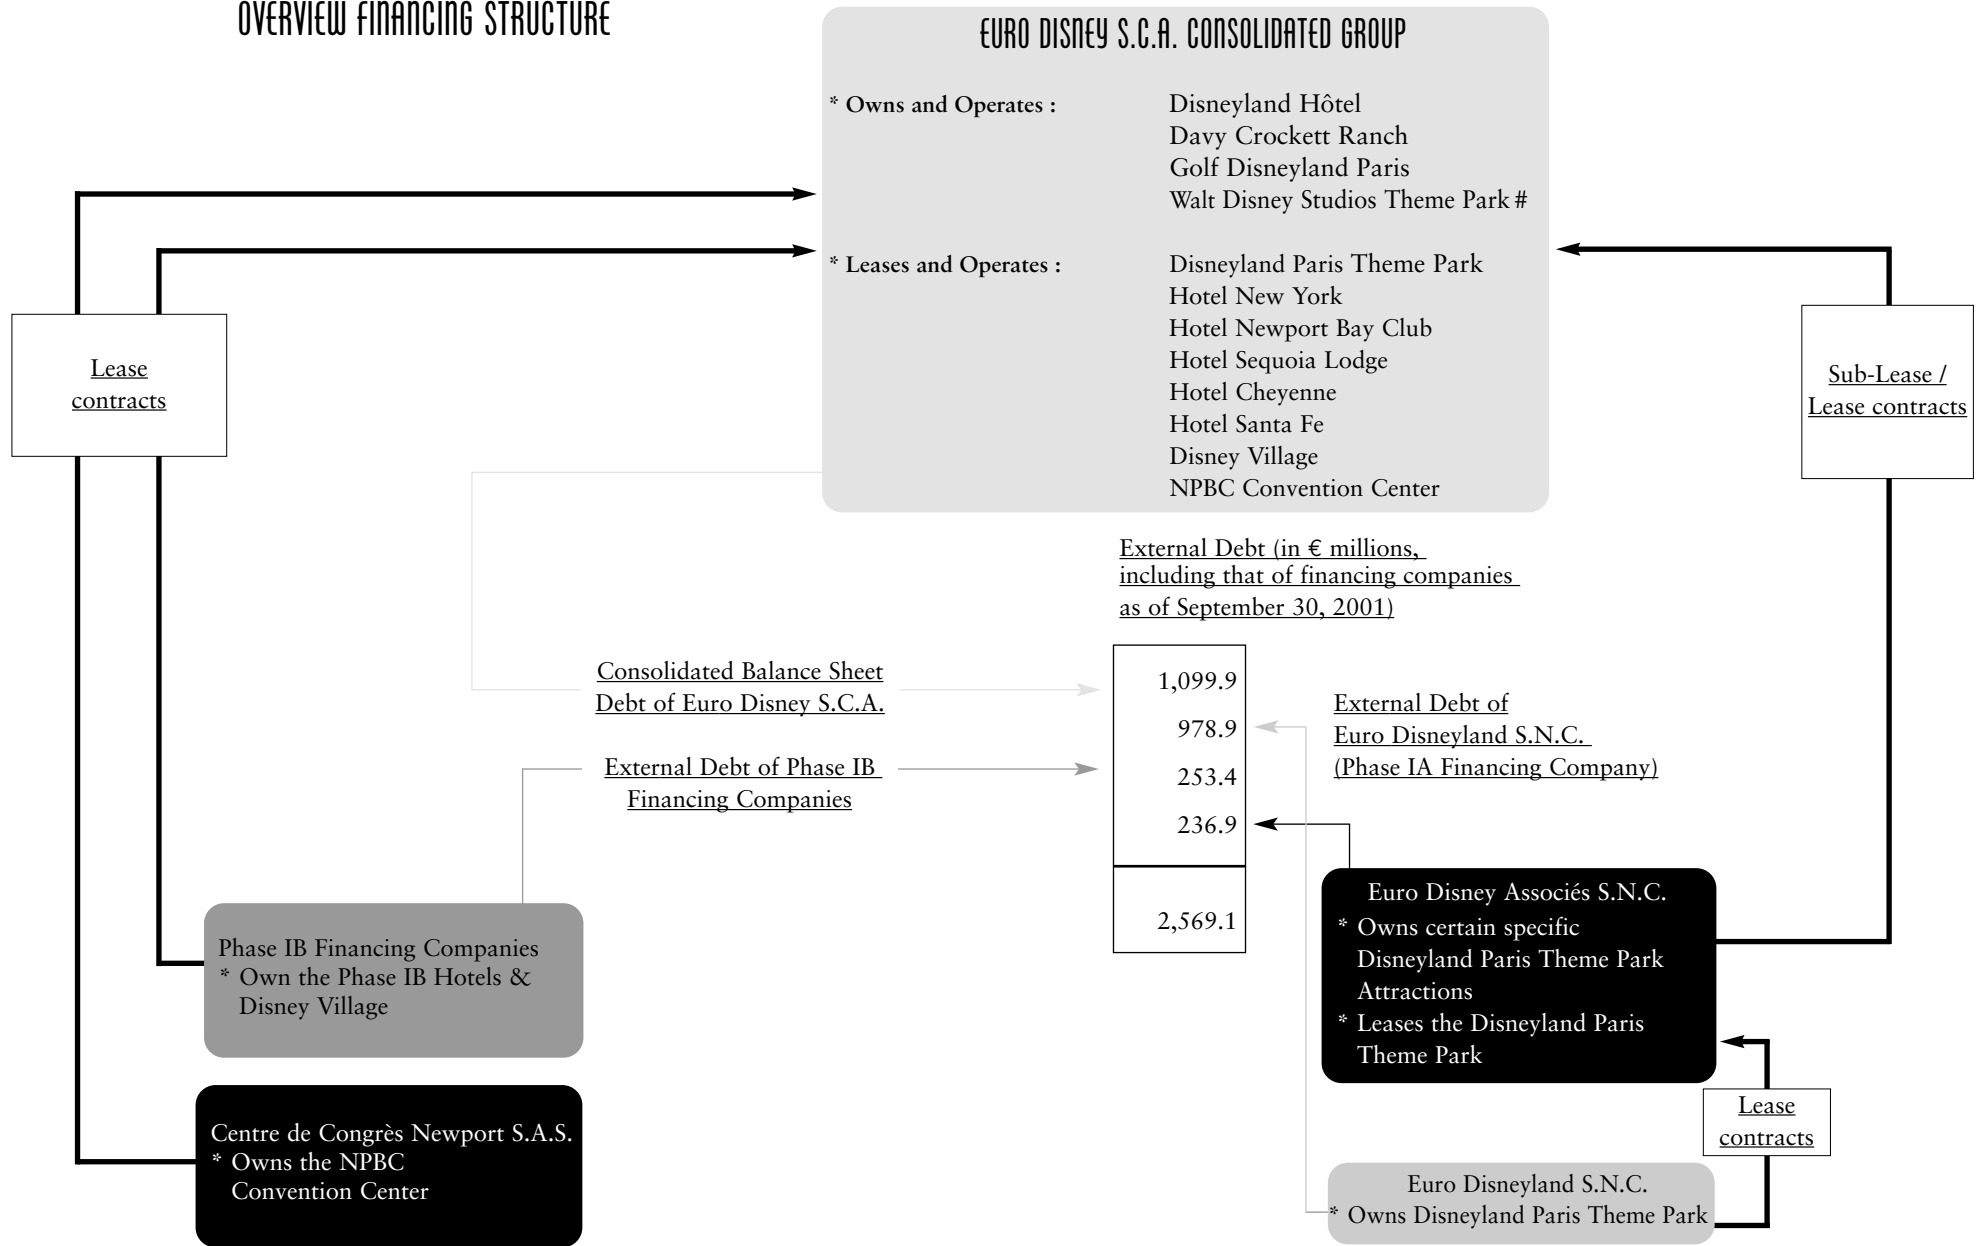 OVERVIEW FINANCING STRUCTURE
EURO DISNEY S.C.A. CONSOLIDATED GROUP
* Owns and Operates : Disneyland Hôtel
Davy Crockett Ranch
Golf Disneyland Paris
Walt Disney Studios Theme Park #
* Leases and Operates : Disneyland Paris Theme Park
Hotel New York
Hotel Newport Bay Club
Hotel Sequoia Lodge
Hotel Cheyenne
Hotel Santa Fe
Disney Village
NPBC Convention Center
Lease
contracts
Sub-Lease /
Lease contracts
External Debt (in € millions,
including that of financing companies
as of September 30, 2001)
Consolidated Balance Sheet
Debt of Euro Disney S.C.A.
External Debt of Phase IB
Financing Companies
1,099.9
978.9
253.4
236.9
2,569.1
External Debt of
Euro Disneyland S.N.C.
(Phase IA Financing Company)
Phase IB Financing Companies
* Own the Phase IB Hotels &
Disney Village
Euro Disney Associés S.N.C.
* Owns certain specific
Disneyland Paris Theme Park
Attractions
* Leases the Disneyland Paris
Theme Park
Centre de Congrès Newport S.A.S.
* Owns the NPBC
Convention Center
Lease
contracts
Euro Disneyland S.N.C.
* Owns Disneyland Paris Theme Park